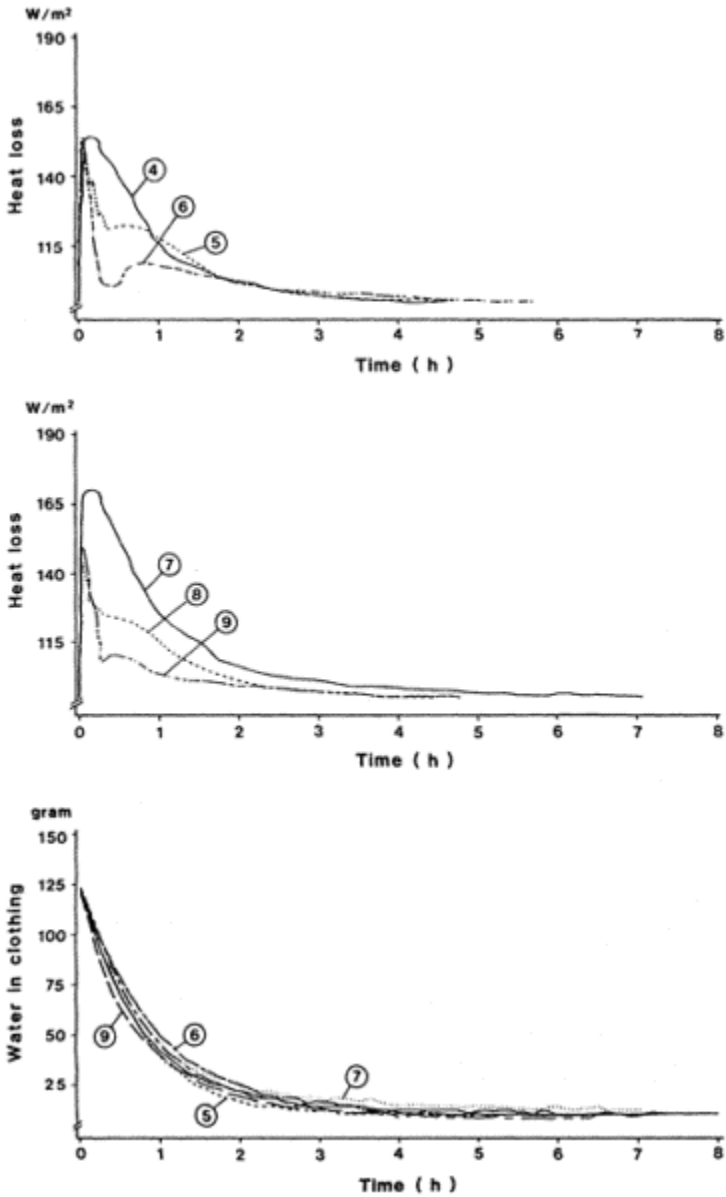 W/m²
190
165
140
115
Heat loss
④
⑥
⑤
0 1 2 3 4 5 6 7 8
Time ( h )
W/m²
190
165
140
115
Heat loss
⑦
⑧
⑨
0 1 2 3 4 5 6 7 8
Time ( h )
gram
150
125
100
75
50
25
Water in clothing
⑨
⑥
⑦
⑤
0 1 2 3 4 5 6 7 8
Time ( h )